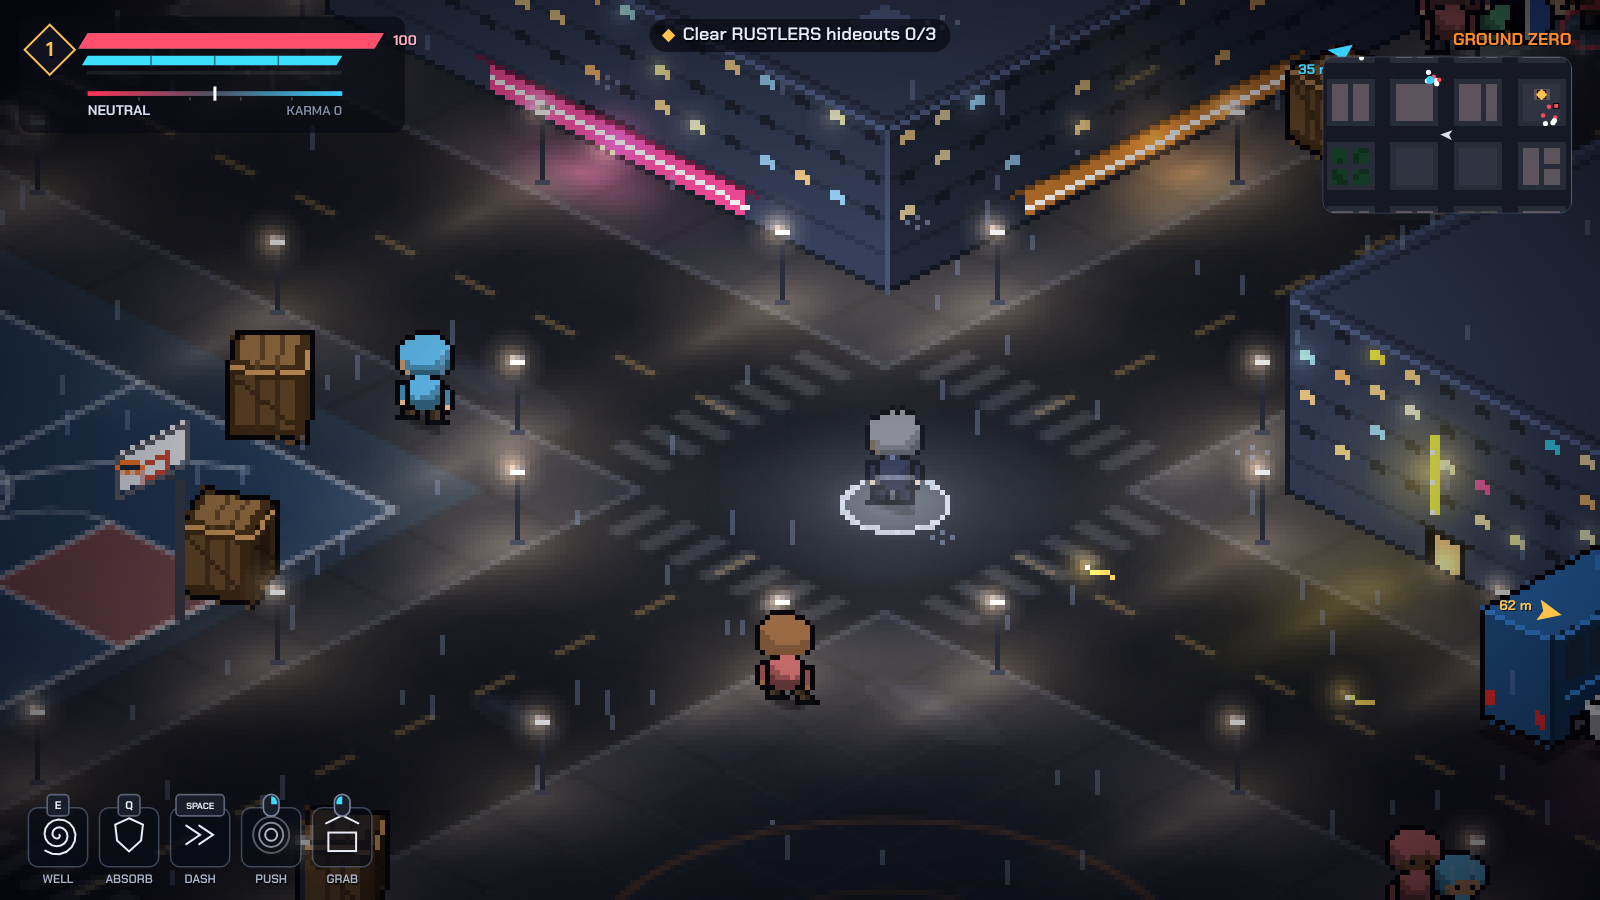 1
100
NEUTRAL
KARMA 0
Clear RUSTLERS hideouts 0/3
GROUND ZERO
35 m
62 m
E
Q
SPACE
WELL
ABSORB
DASH
PUSH
GRAB